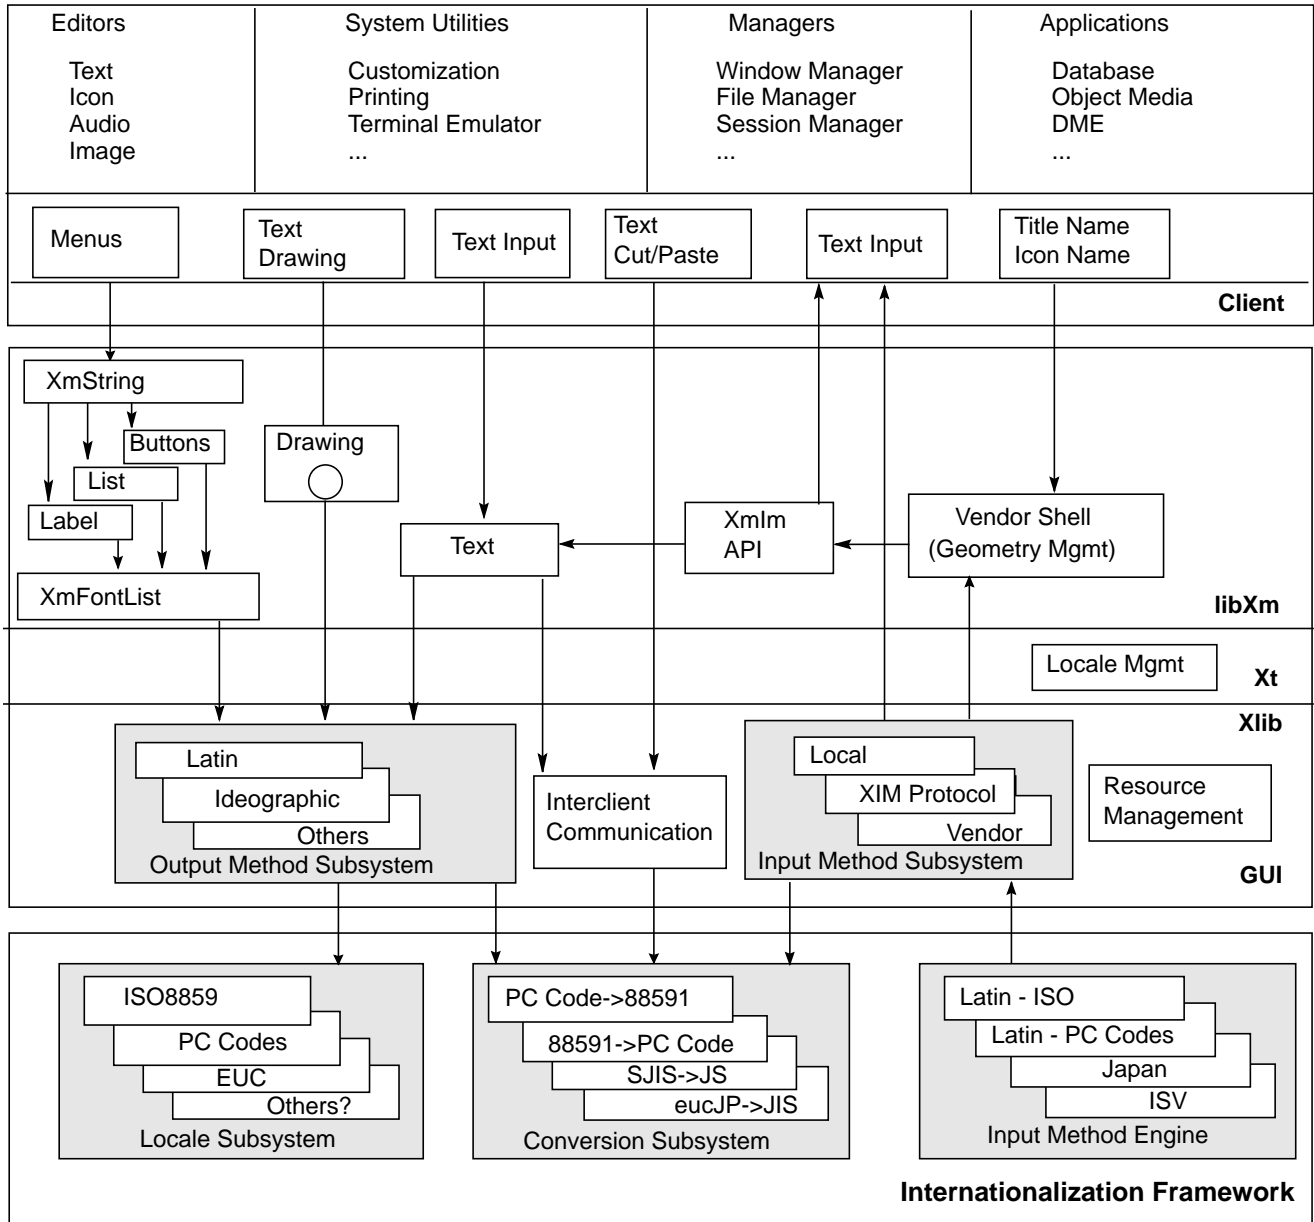 Editors
System Utilities
Managers
Applications
Text
Icon
Audio
Image
Customization
Printing
Terminal Emulator
...
Window Manager
File Manager
Session Manager
...
Database
Object Media
DME
...
Menus
Text
Drawing
Text Input
Text
Cut/Paste
Text Input
Title Name
Icon Name
Client
XmString
Buttons
List
Label
XmFontList
Drawing
Text
XmIm
API
Vendor Shell
(Geometry Mgmt)
libXm
Locale Mgmt
Xt
Xlib
Latin
Ideographic
Others
Output Method Subsystem
Interclient
Communication
Local
XIM Protocol
Vendor
Input Method Subsystem
Resource
Management
GUI
ISO8859
PC Codes
EUC
Others?
Locale Subsystem
PC Code->88591
88591->PC Code
SJIS->JS
eucJP->JIS
Conversion Subsystem
Latin - ISO
Latin - PC Codes
Japan
ISV
Input Method Engine
Internationalization Framework